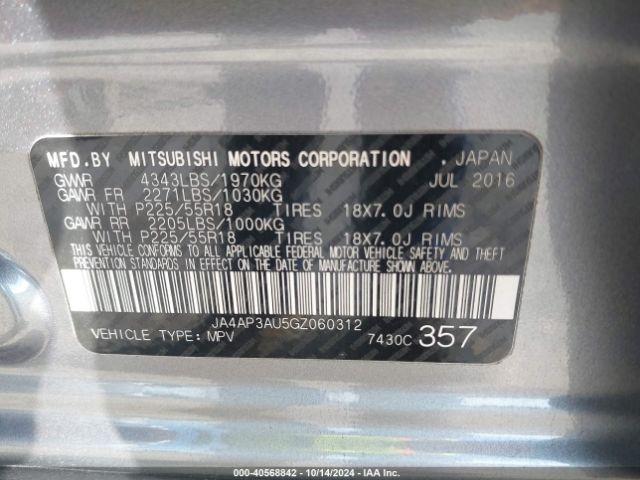 MFD.BY MITSUBISHI MOTORS CORPORATION . JAPAN
GVWR 4343LBS/1970KG JUL 2016
GAWR FR 2271LBS/1030KG
WITH P225/55R18 TIRES 18X7.0J RIMS
GAWR RR 2205LBS/1000KG
WITH P225/55R18 TIRES 18X7.0J RIMS
THIS VEHICLE CONFORMS TO ALL APPLICABLE FEDERAL MOTOR VEHICLE SAFETY AND THEFT
PREVENTION STANDARDS IN EFFECT ON THE DATE OF MANUFACTURE SHOWN ABOVE.
JA4AP3AU5GZ060312
VEHICLE TYPE: MPV 7430C 357
000-40568842 | 10/14/2024 | IAA Inc.